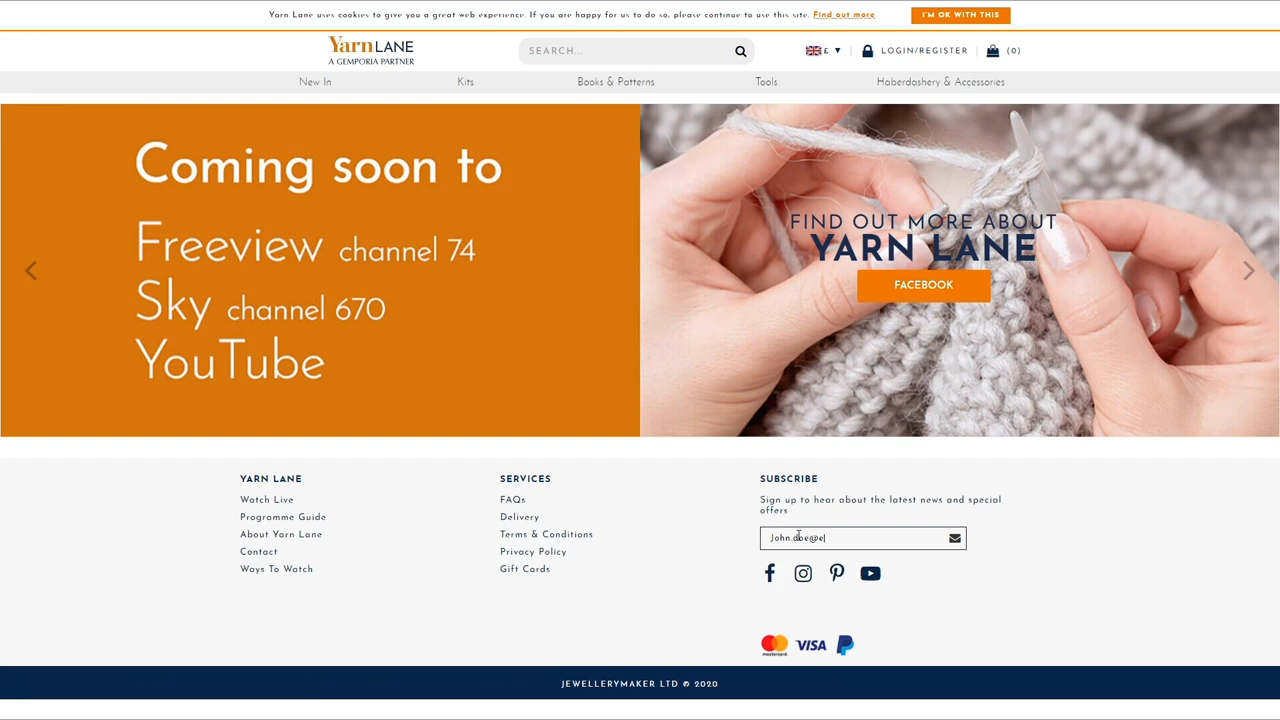 Yarn Lane uses cookies to give you a great web experience. If you are happy for us to do so, please continue to use this site. Find out more
I'M OK WITH THIS
Yarn LANE
A GEMPORIA PARTNER
SEARCH...
£ ▼
LOGIN/REGISTER
(0)
New In
Kits
Books & Patterns
Tools
Haberdashery & Accessories
Coming soon to
Freeview channel 74
Sky channel 670
YouTube
FIND OUT MORE ABOUT
YARN LANE
FACEBOOK
YARN LANE
Watch Live
Programme Guide
About Yarn Lane
Contact
Ways To Watch
SERVICES
FAQs
Delivery
Terms & Conditions
Privacy Policy
Gift Cards
SUBSCRIBE
Sign up to hear about the latest news and special
offers
John.doe@e
mastercard
VISA
JEWELLERYMAKER LTD © 2020